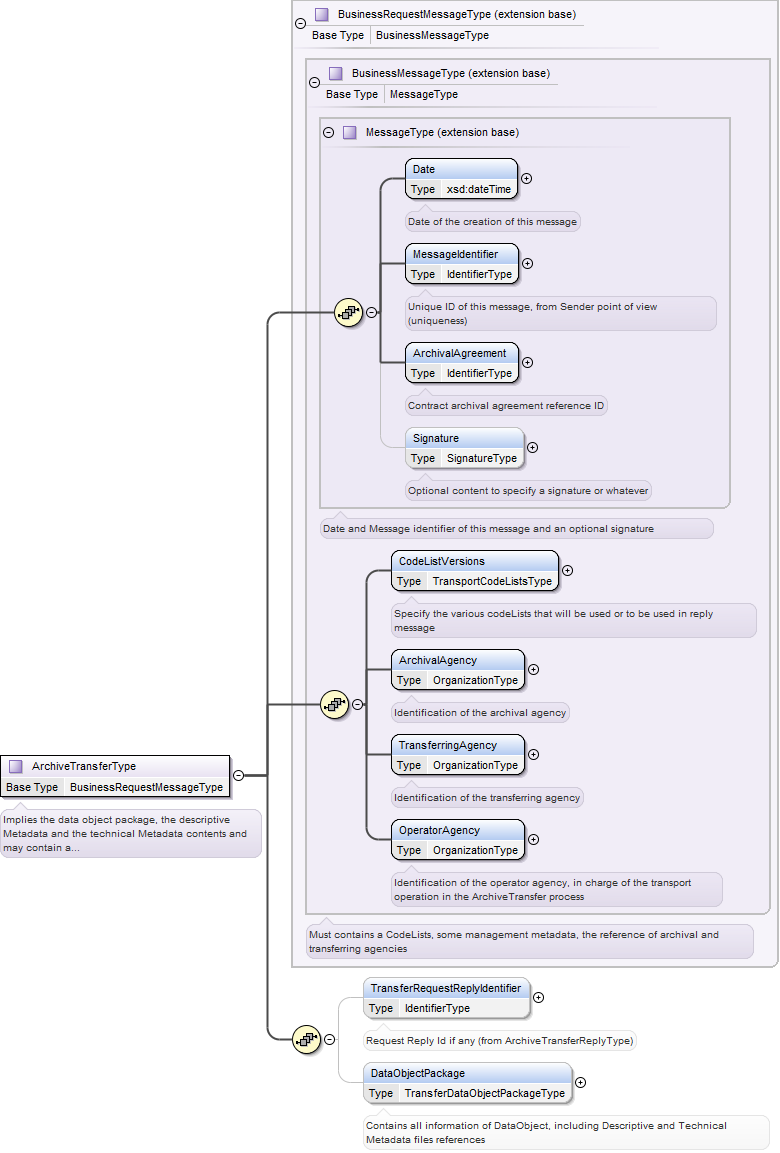 BusinessRequestMessageType (extension base)
Base Type BusinessMessageType
BusinessMessageType (extension base)
Base Type MessageType
MessageType (extension base)
Date
Type xsd:dateTime
Date of the creation of this message
MessageIdentifier
Type IdentifierType
Unique ID of this message, from Sender point of view
(uniqueness)
ArchivalAgreement
Type IdentifierType
Contract archival agreement reference ID
Signature
Type SignatureType
Optional content to specify a signature or whatever
Date and Message identifier of this message and an optional signature
CodeListVersions
Type TransportCodeListsType
Specify the various codeLists that will be used or to be used in reply
message
ArchivalAgency
Type OrganizationType
Identification of the archival agency
TransferringAgency
Type OrganizationType
Identification of the transferring agency
OperatorAgency
Type OrganizationType
Identification of the operator agency, in charge of the transport
operation in the ArchiveTransfer process
Must contains a CodeLists, some management metadata, the reference of archival and
transferring agencies
ArchiveTransferType
Base Type BusinessRequestMessageType
Implies the data object package, the descriptive
Metadata and the technical Metadata contents and
may contain a...
TransferRequestReplyIdentifier
Type IdentifierType
Request Reply Id if any (from ArchiveTransferReplyType)
DataObjectPackage
Type TransferDataObjectPackageType
Contains all information of DataObject, including Descriptive and Technical
Metadata files references